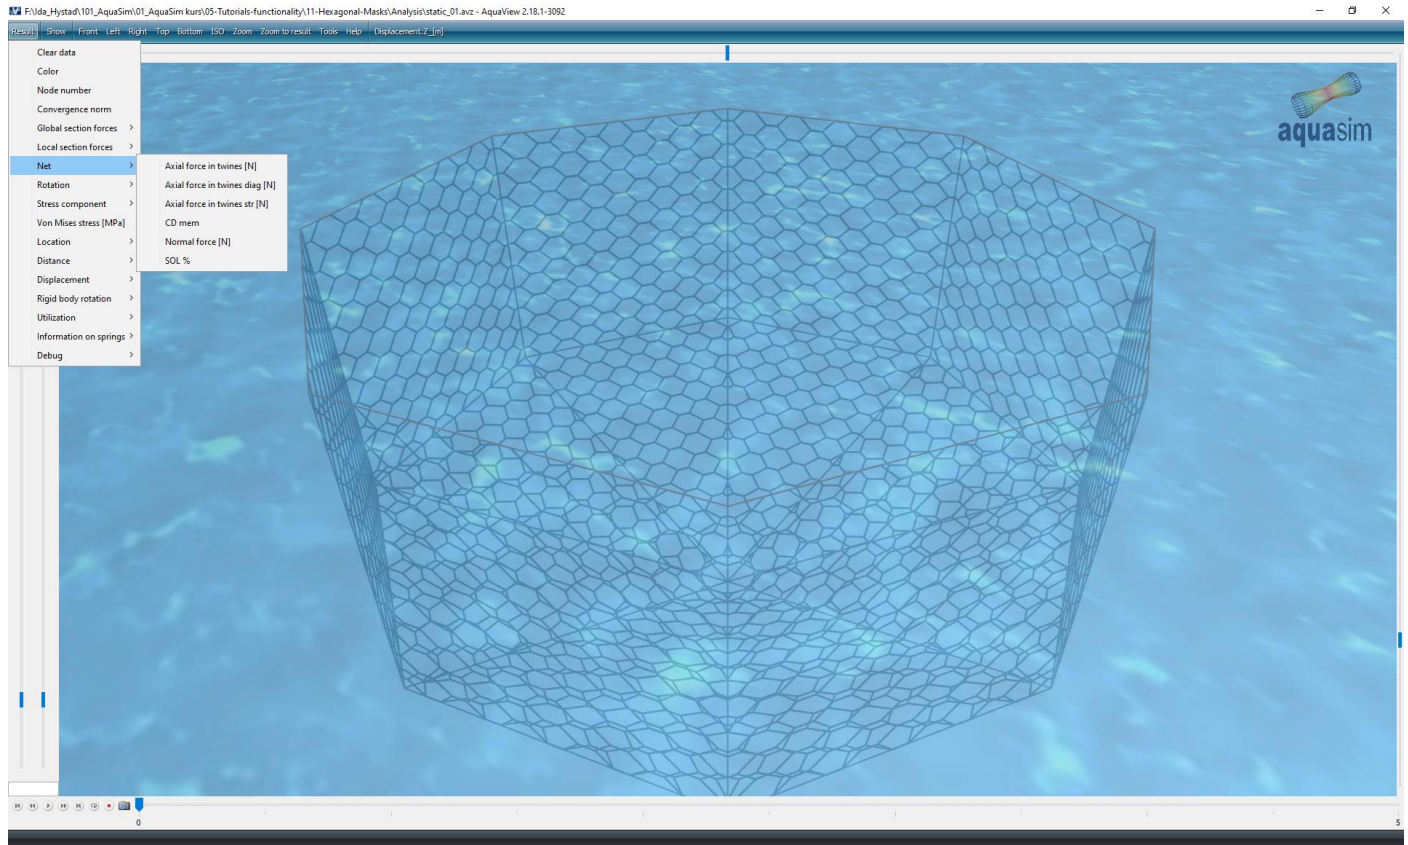 F:\Ida_Hystad\101_AquaSim\01_AquaSim kurs\05-Tutorials-functionality\11-Hexagonal-Masks\Analysis\static_01.avz - AquaView 2.18.1-3092
Result Show Front Left Right Top Bottom ISO Zoom Zoom to result Tools Help Displacement.Z_[m]
Clear data
Color
Node number
Convergence norm
Global section forces >
Local section forces >
Net >
Rotation >
Stress component >
Von Mises stress [MPa]
Location >
Distance >
Displacement >
Rigid body rotation >
Utilization >
Information on springs >
Debug >
Axial force in twines [N]
Axial force in twines diag [N]
Axial force in twines str [N]
CD mem
Normal force [N]
SOL %
aquasim
0
5